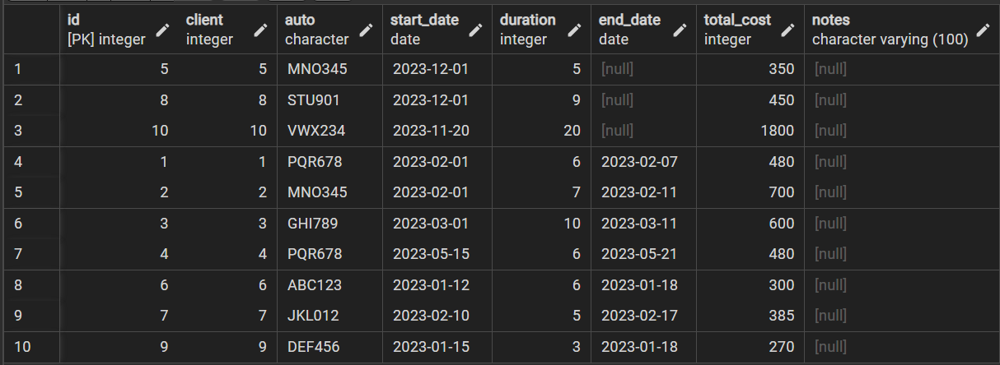 id client auto start_date duration end_date total_cost notes
[PK] integer integer character date integer date integer character varying (100)
1 5 5 MNO345 2023-12-01 5 [null] 350 [null]
2 8 8 STU901 2023-12-01 9 [null] 450 [null]
3 10 10 VWX234 2023-11-20 20 [null] 1800 [null]
4 1 1 PQR678 2023-02-01 6 2023-02-07 480 [null]
5 2 2 MNO345 2023-02-01 7 2023-02-11 700 [null]
6 3 3 GHI789 2023-03-01 10 2023-03-11 600 [null]
7 4 4 PQR678 2023-05-15 6 2023-05-21 480 [null]
8 6 6 ABC123 2023-01-12 6 2023-01-18 300 [null]
9 7 7 JKL012 2023-02-10 5 2023-02-17 385 [null]
10 9 9 DEF456 2023-01-15 3 2023-01-18 270 [null]